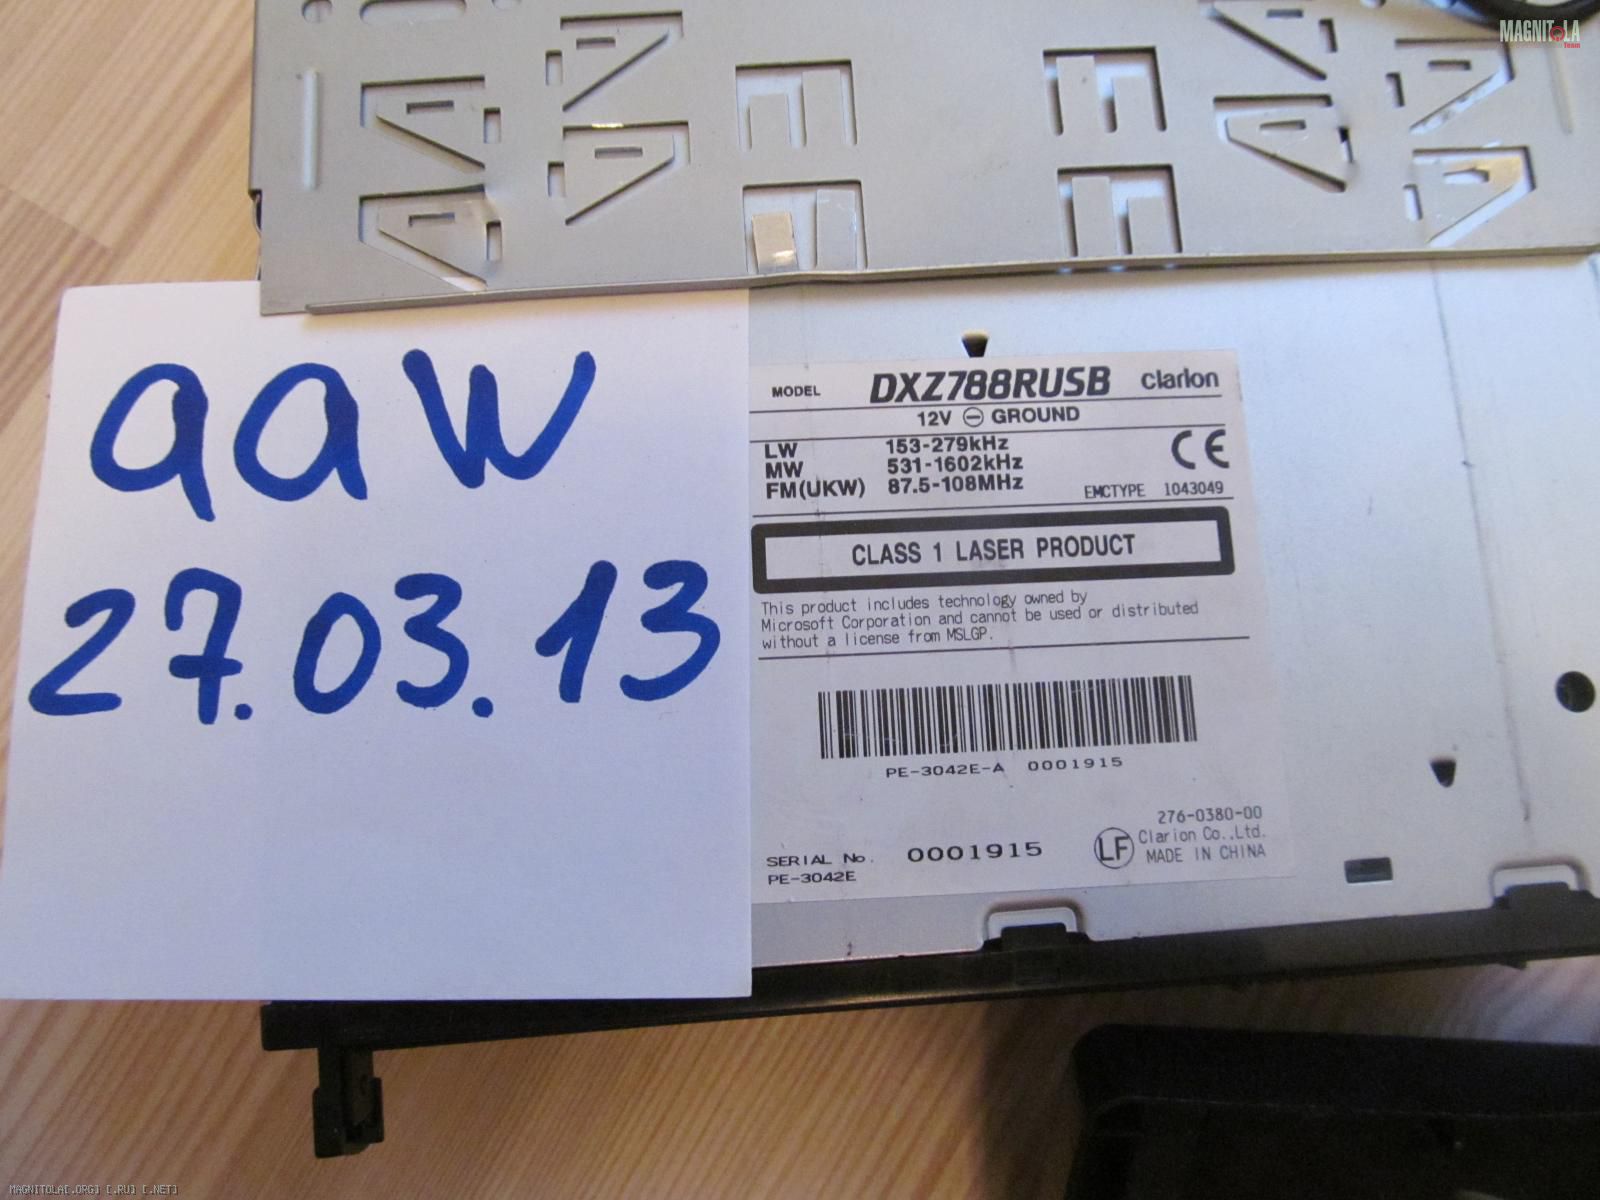 MAGNITOLA
Team
aaw
27.03.13
MODEL DXZ788RUSB clarion
12V ⊖ GROUND
LW 153-279kHz
MW 531-1602kHz
FM(UKW) 87.5-108MHz
CE
EMCTYPE 1043049
CLASS 1 LASER PRODUCT
This product includes technology owned by
Microsoft Corporation and cannot be used or distributed
without a license from MSLGP.
PE-3042E-A 0001915
276-0380-00
LF Clarion Co.,Ltd.
MADE IN CHINA
SERIAL No. 0001915
PE-3042E
MAGNITOLA[.ORG] [.RU] [.NET]